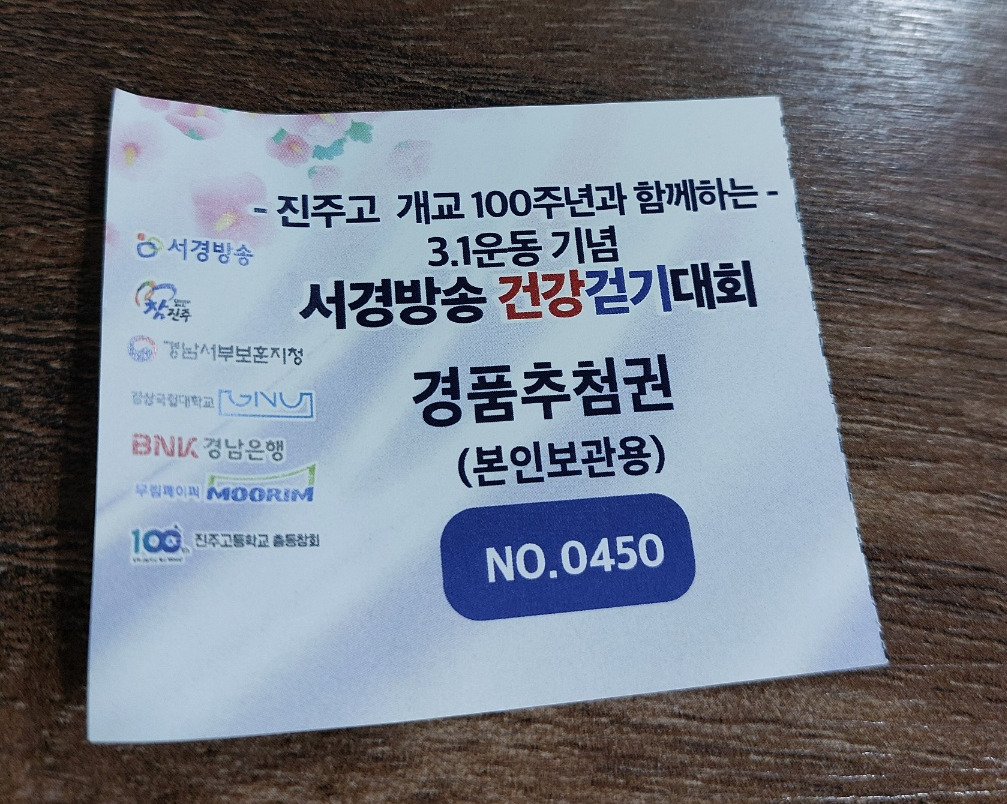 - 진주고 개교 100주년과 함께하는 -
3.1운동 기념
서경방송 건강걷기대회
경품추첨권
(본인보관용)
NO.0450
서경방송
참
진주
경남서부보훈지청
경상국립대학교 GNU
BNK 경남은행
무림페이퍼 MOORIM
100 진주고등학교 총동창회